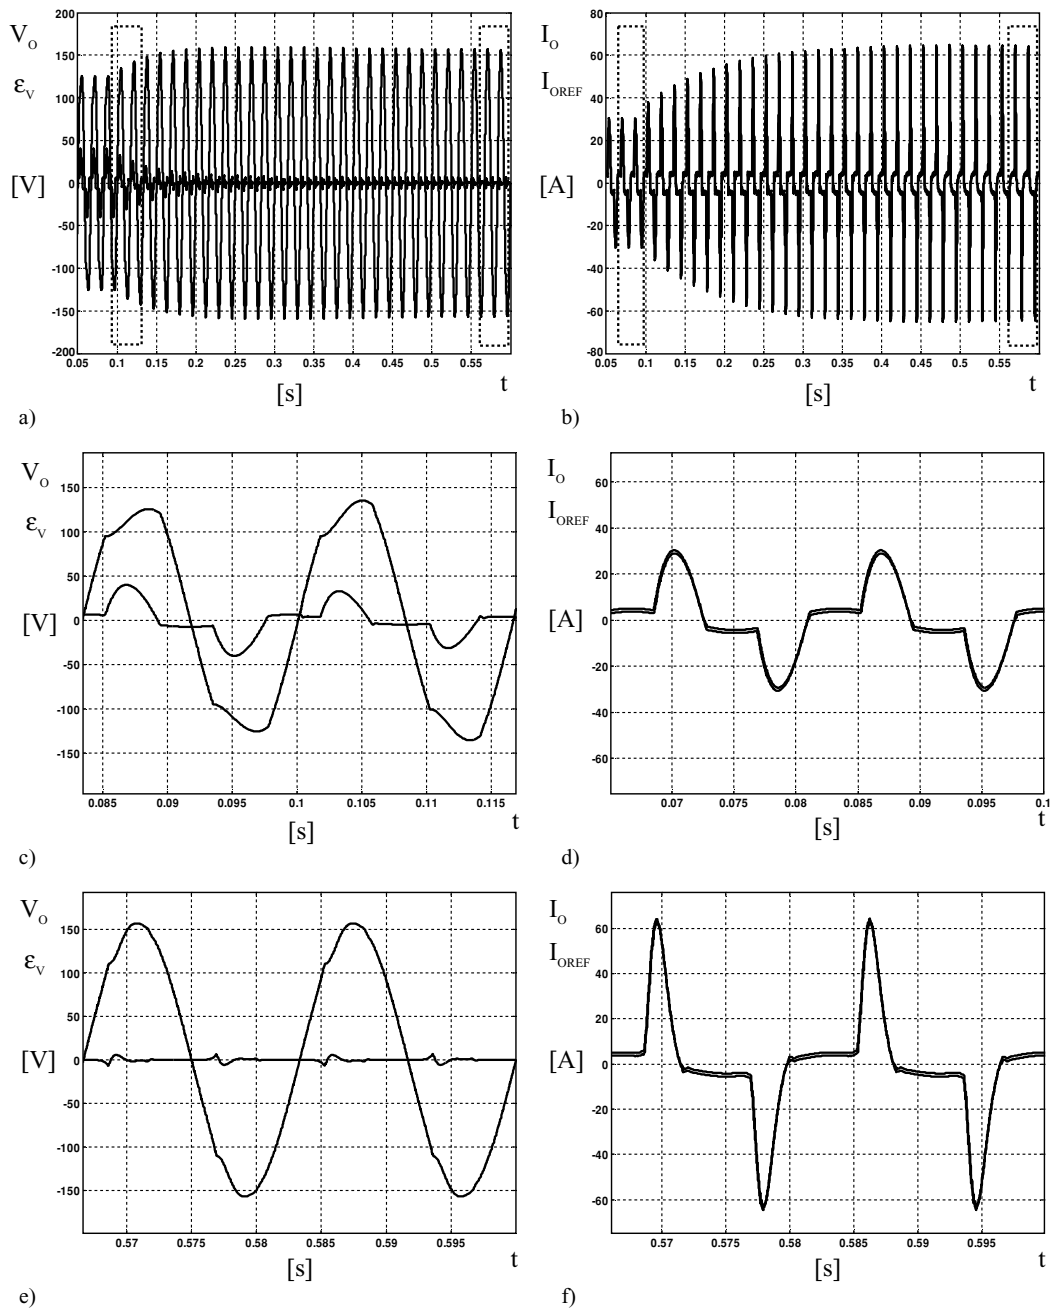 V_O
ε_V
[V]
200
150
100
50
0
-50
-100
-150
-200
0.05 0.1 0.15 0.2 0.25 0.3 0.35 0.4 0.45 0.5 0.55
[s]
t
a)
I_O
I_OREF
[A]
80
60
40
20
0
-20
-40
-60
-80
0.05 0.1 0.15 0.2 0.25 0.3 0.35 0.4 0.45 0.5 0.55
[s]
t
b)
V_O
ε_V
[V]
150
100
50
0
-50
-100
-150
0.085 0.09 0.095 0.1 0.105 0.11 0.115
[s]
t
c)
I_O
I_OREF
[A]
60
40
20
0
-20
-40
-60
0.07 0.075 0.08 0.085 0.09 0.095 0.1
[s]
t
d)
V_O
ε_V
[V]
150
100
50
0
-50
-100
-150
0.57 0.575 0.58 0.585 0.59 0.595
[s]
t
e)
I_O
I_OREF
[A]
60
40
20
0
-20
-40
-60
0.57 0.575 0.58 0.585 0.59 0.595
[s]
t
f)